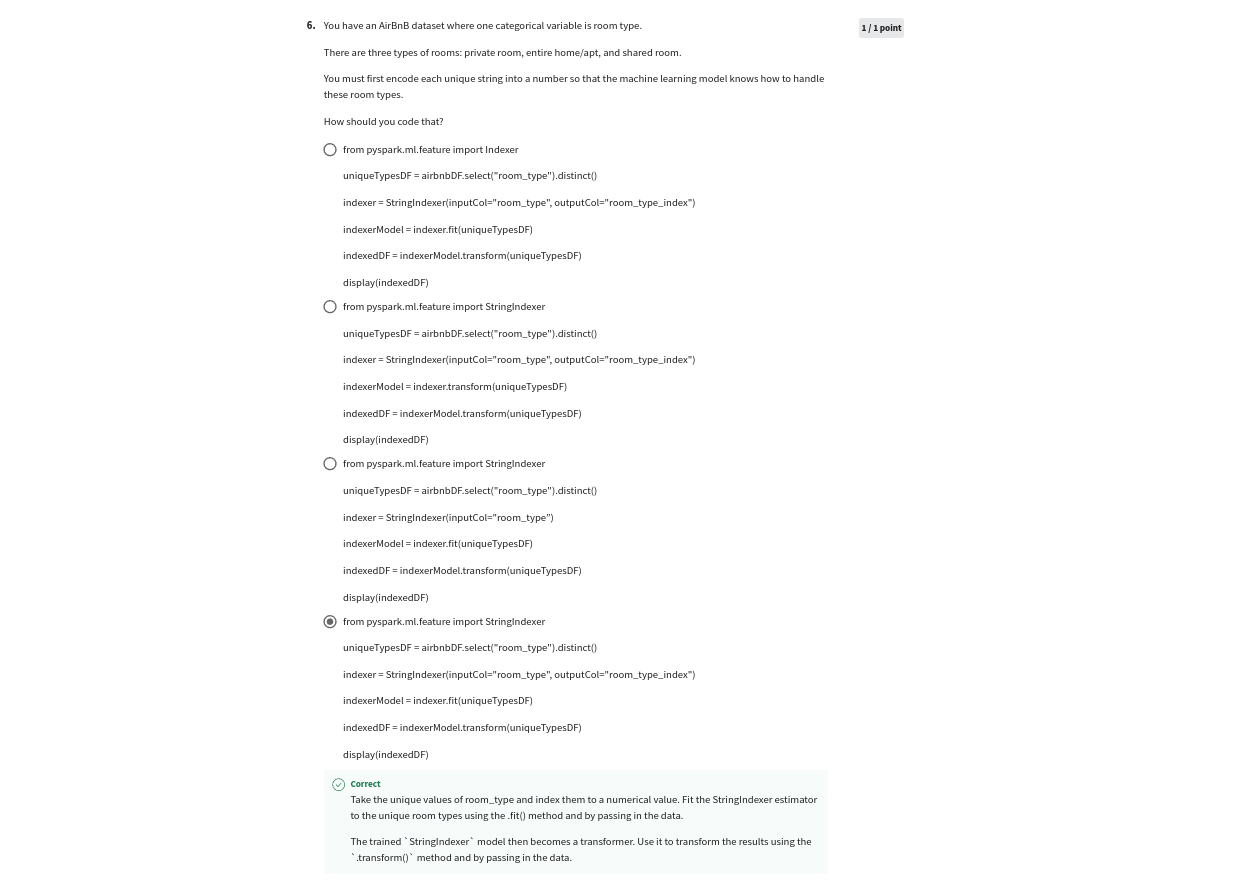 6. You have an AirBnB dataset where one categorical variable is room type.
1 / 1 point
There are three types of rooms: private room, entire home/apt, and shared room.
You must first encode each unique string into a number so that the machine learning model knows how to handle
these room types.
How should you code that?
from pyspark.ml.feature import Indexer
uniqueTypesDF = airbnbDF.select("room_type").distinct()
indexer = StringIndexer(inputCol="room_type", outputCol="room_type_index")
indexerModel = indexer.fit(uniqueTypesDF)
indexedDF = indexerModel.transform(uniqueTypesDF)
display(indexedDF)
from pyspark.ml.feature import StringIndexer
uniqueTypesDF = airbnbDF.select("room_type").distinct()
indexer = StringIndexer(inputCol="room_type", outputCol="room_type_index")
indexerModel = indexer.transform(uniqueTypesDF)
indexedDF = indexerModel.transform(uniqueTypesDF)
display(indexedDF)
from pyspark.ml.feature import StringIndexer
uniqueTypesDF = airbnbDF.select("room_type").distinct()
indexer = StringIndexer(inputCol="room_type")
indexerModel = indexer.fit(uniqueTypesDF)
indexedDF = indexerModel.transform(uniqueTypesDF)
display(indexedDF)
from pyspark.ml.feature import StringIndexer
uniqueTypesDF = airbnbDF.select("room_type").distinct()
indexer = StringIndexer(inputCol="room_type", outputCol="room_type_index")
indexerModel = indexer.fit(uniqueTypesDF)
indexedDF = indexerModel.transform(uniqueTypesDF)
display(indexedDF)
Correct
Take the unique values of room_type and index them to a numerical value. Fit the StringIndexer estimator
to the unique room types using the .fit() method and by passing in the data.
The trained `StringIndexer` model then becomes a transformer. Use it to transform the results using the
`.transform()` method and by passing in the data.